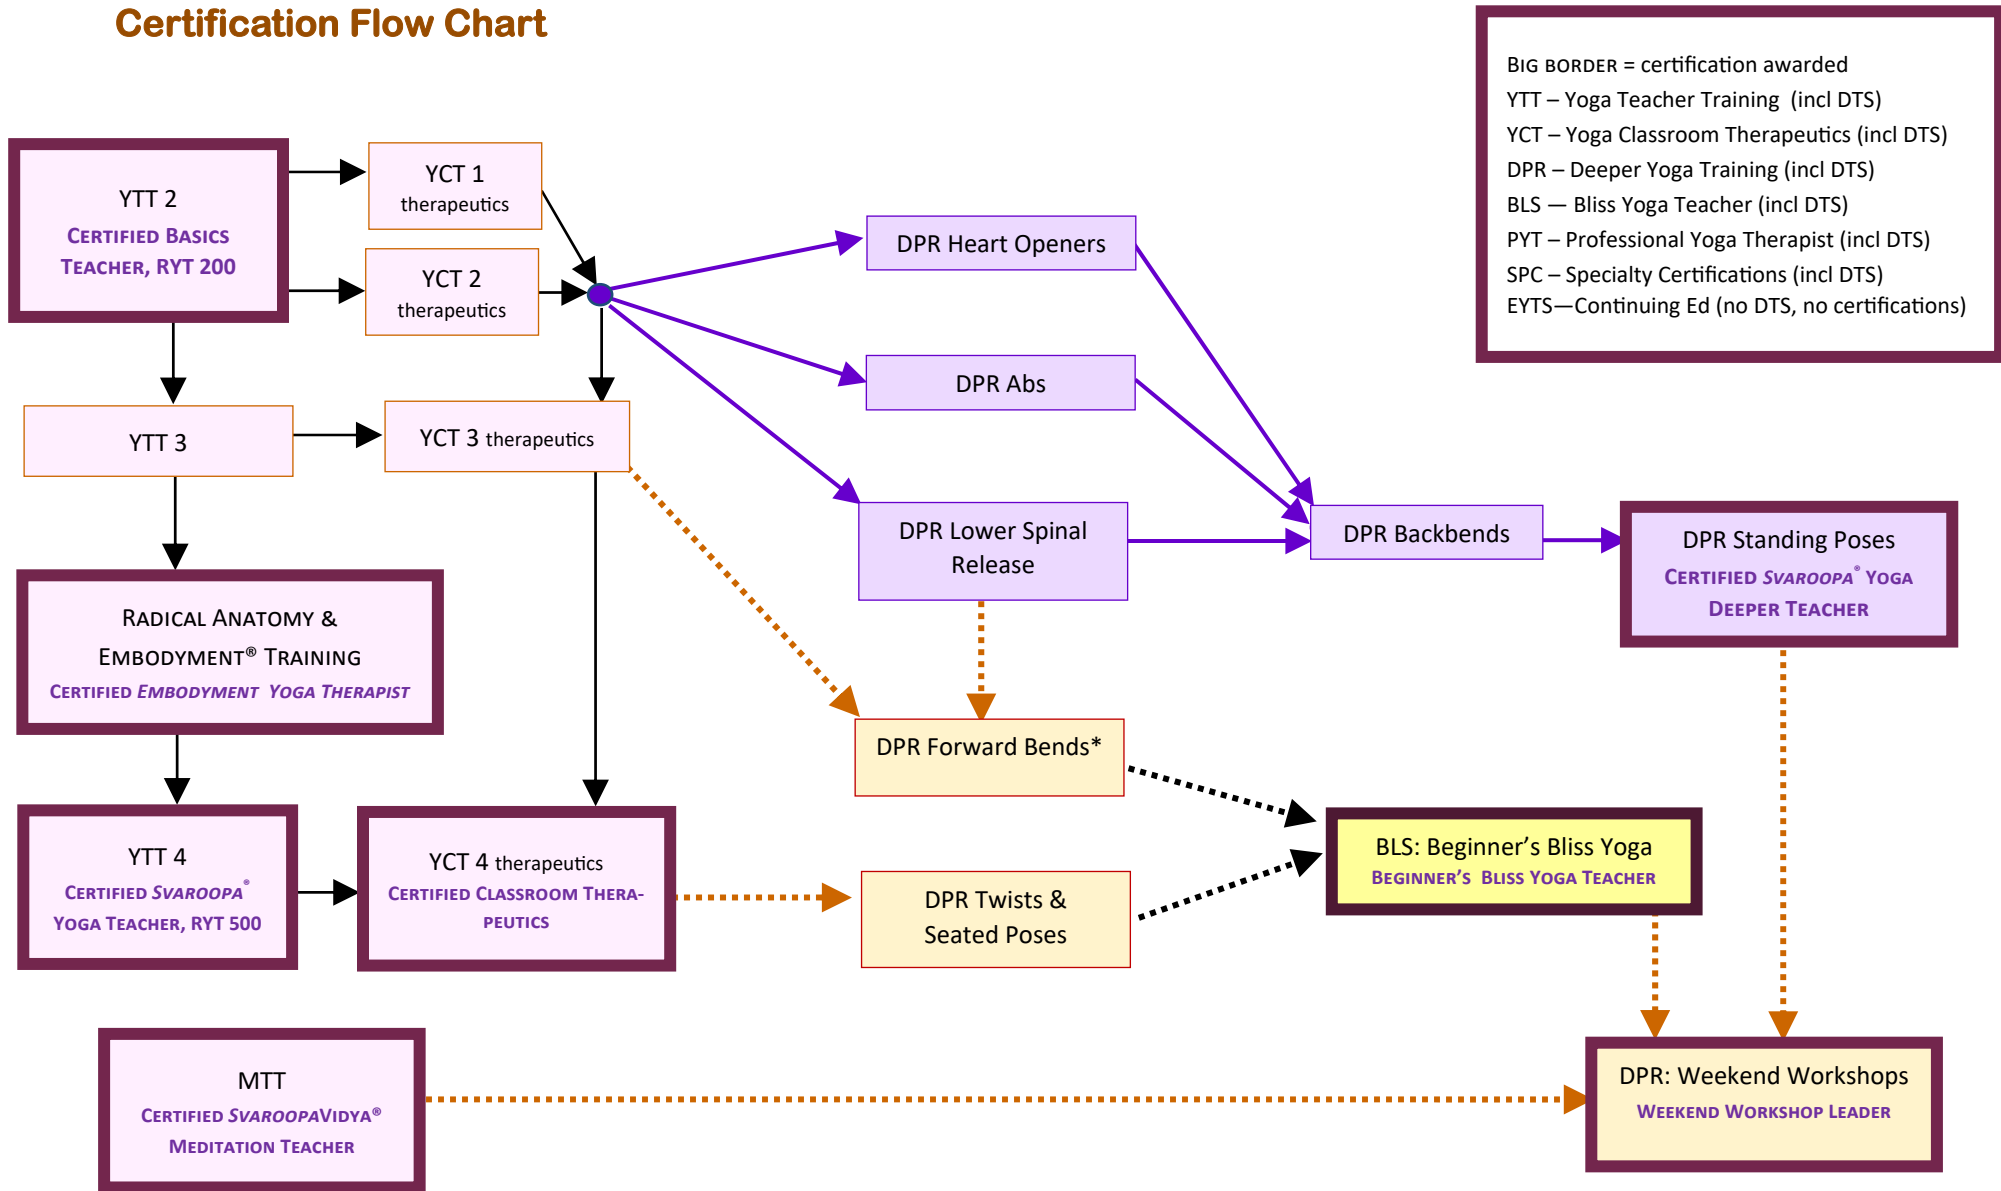 Certification Flow Chart
BIG BORDER = certification awarded
YTT – Yoga Teacher Training (incl DTS)
YCT – Yoga Classroom Therapeutics (incl DTS)
DPR – Deeper Yoga Training (incl DTS)
BLS — Bliss Yoga Teacher (incl DTS)
PYT – Professional Yoga Therapist (incl DTS)
SPC – Specialty Certifications (incl DTS)
EYTS—Continuing Ed (no DTS, no certifications)
YTT 2
CERTIFIED BASICS
TEACHER, RYT 200
YCT 1
therapeutics
YCT 2
therapeutics
DPR Heart Openers
DPR Abs
YTT 3
YCT 3 therapeutics
DPR Lower Spinal
Release
DPR Backbends
DPR Standing Poses
CERTIFIED SVAROOPA® YOGA
DEEPER TEACHER
RADICAL ANATOMY &
EMBODYMENT® TRAINING
CERTIFIED EMBODYMENT YOGA THERAPIST
DPR Forward Bends*
YTT 4
CERTIFIED SVAROOPA®
YOGA TEACHER, RYT 500
YCT 4 therapeutics
CERTIFIED CLASSROOM THERA-
PEUTICS
DPR Twists &
Seated Poses
BLS: Beginner’s Bliss Yoga
BEGINNER’S BLISS YOGA TEACHER
MTT
CERTIFIED SVAROOPAVIDYA®
MEDITATION TEACHER
DPR: Weekend Workshops
WEEKEND WORKSHOP LEADER